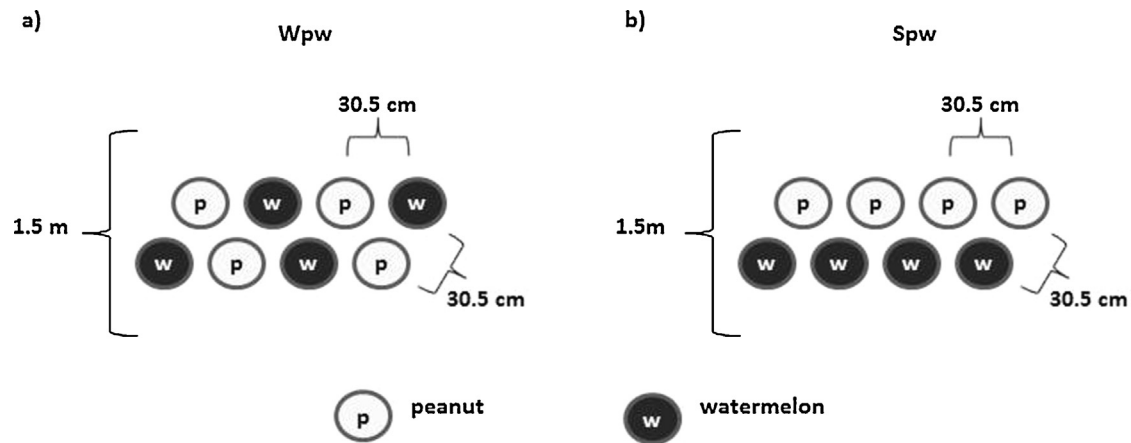 a)
Wpw
30.5 cm
1.5 m
p w p w
w p w p
30.5 cm
b)
Spw
30.5 cm
1.5m
p p p p
w w w w
30.5 cm
p peanut
w watermelon